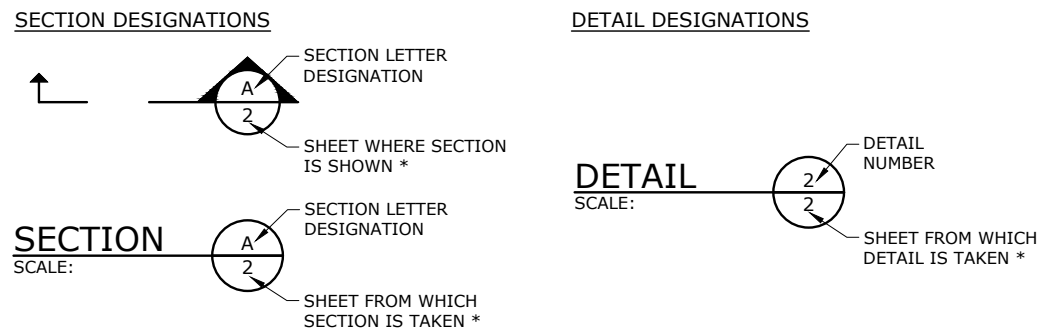 SECTION DESIGNATIONS
A
2
SECTION LETTER
DESIGNATION
SHEET WHERE SECTION
IS SHOWN *
SECTION
SCALE:
A
2
SECTION LETTER
DESIGNATION
SHEET FROM WHICH
SECTION IS TAKEN *
DETAIL DESIGNATIONS
DETAIL
SCALE:
2
2
DETAIL
NUMBER
SHEET FROM WHICH
DETAIL IS TAKEN *